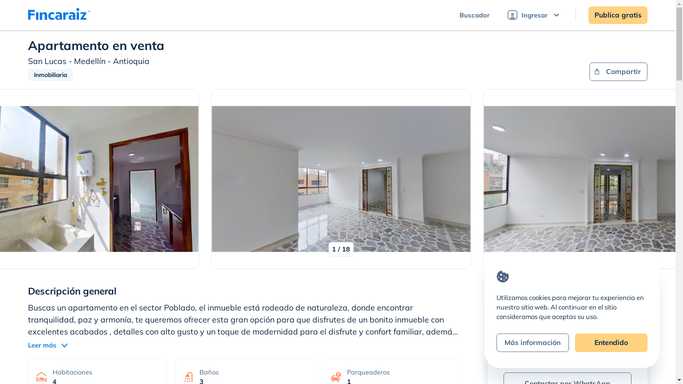 Fincaraiz
Buscador
Ingresar
Publica gratis
Apartamento en venta
San Lucas - Medellín - Antioquia
Inmobiliaria
Compartir
1 / 18
Descripción general
Buscas un apartamento en el sector Poblado, el inmueble está rodeado de naturaleza, donde encontrar
tranquilidad, paz y armonía, te queremos ofrecer esta gran opción para que disfrutes de un bonito inmueble con
excelentes acabados , detalles con alto gusto y un toque de modernidad para el disfrute y confort familiar, ademá...
Leer más
Habitaciones
4
Baños
3
Parqueaderos
1
Utilizamos cookies para mejorar tu experiencia en
nuestro sitio web. Al continuar en el sitio
consideramos que aceptas su uso.
Más información
Entendido
Contactar por WhatsApp